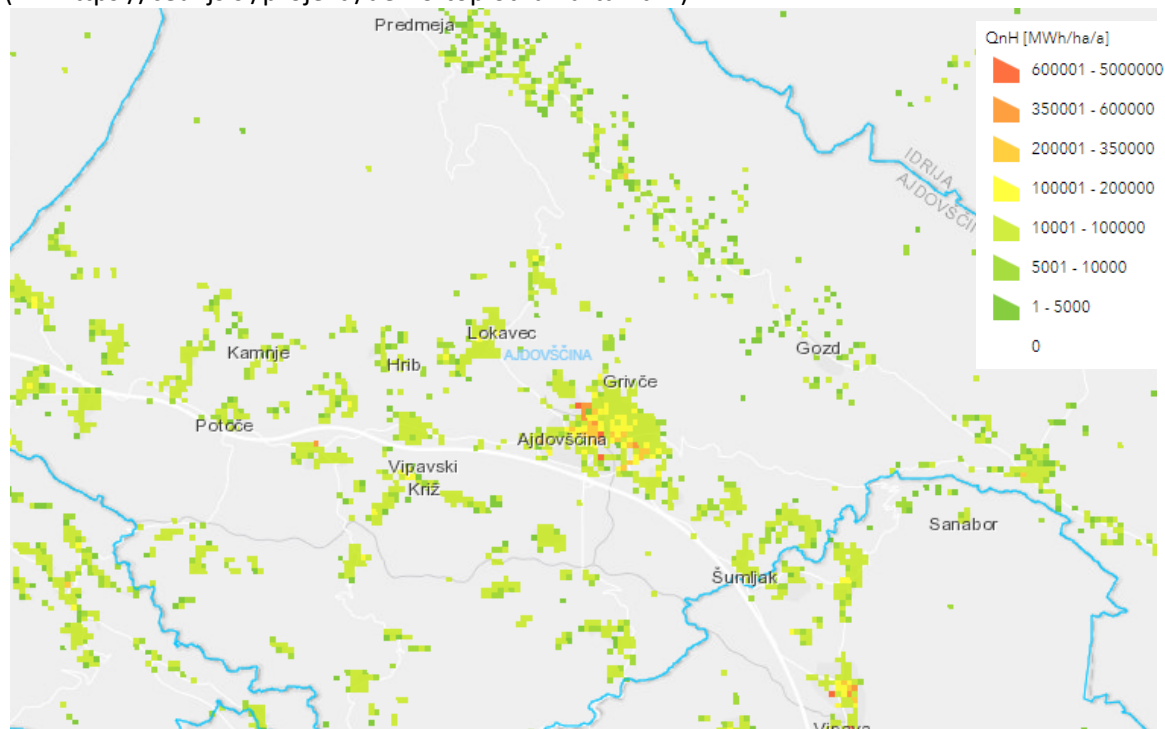 Predmeja
QnH [MWh/ha/a]
600001 - 5000000
350001 - 600000
200001 - 350000
100001 - 200000
10001 - 100000
5001 - 10000
1 - 5000
0
IDRIJA
Lokavec
AJDOVŠČINA
Kamnje
Hrib
Gozd
Grivče
Potoče
Ajdovščina
Vipavski
Križ
Sanabor
Šumljak